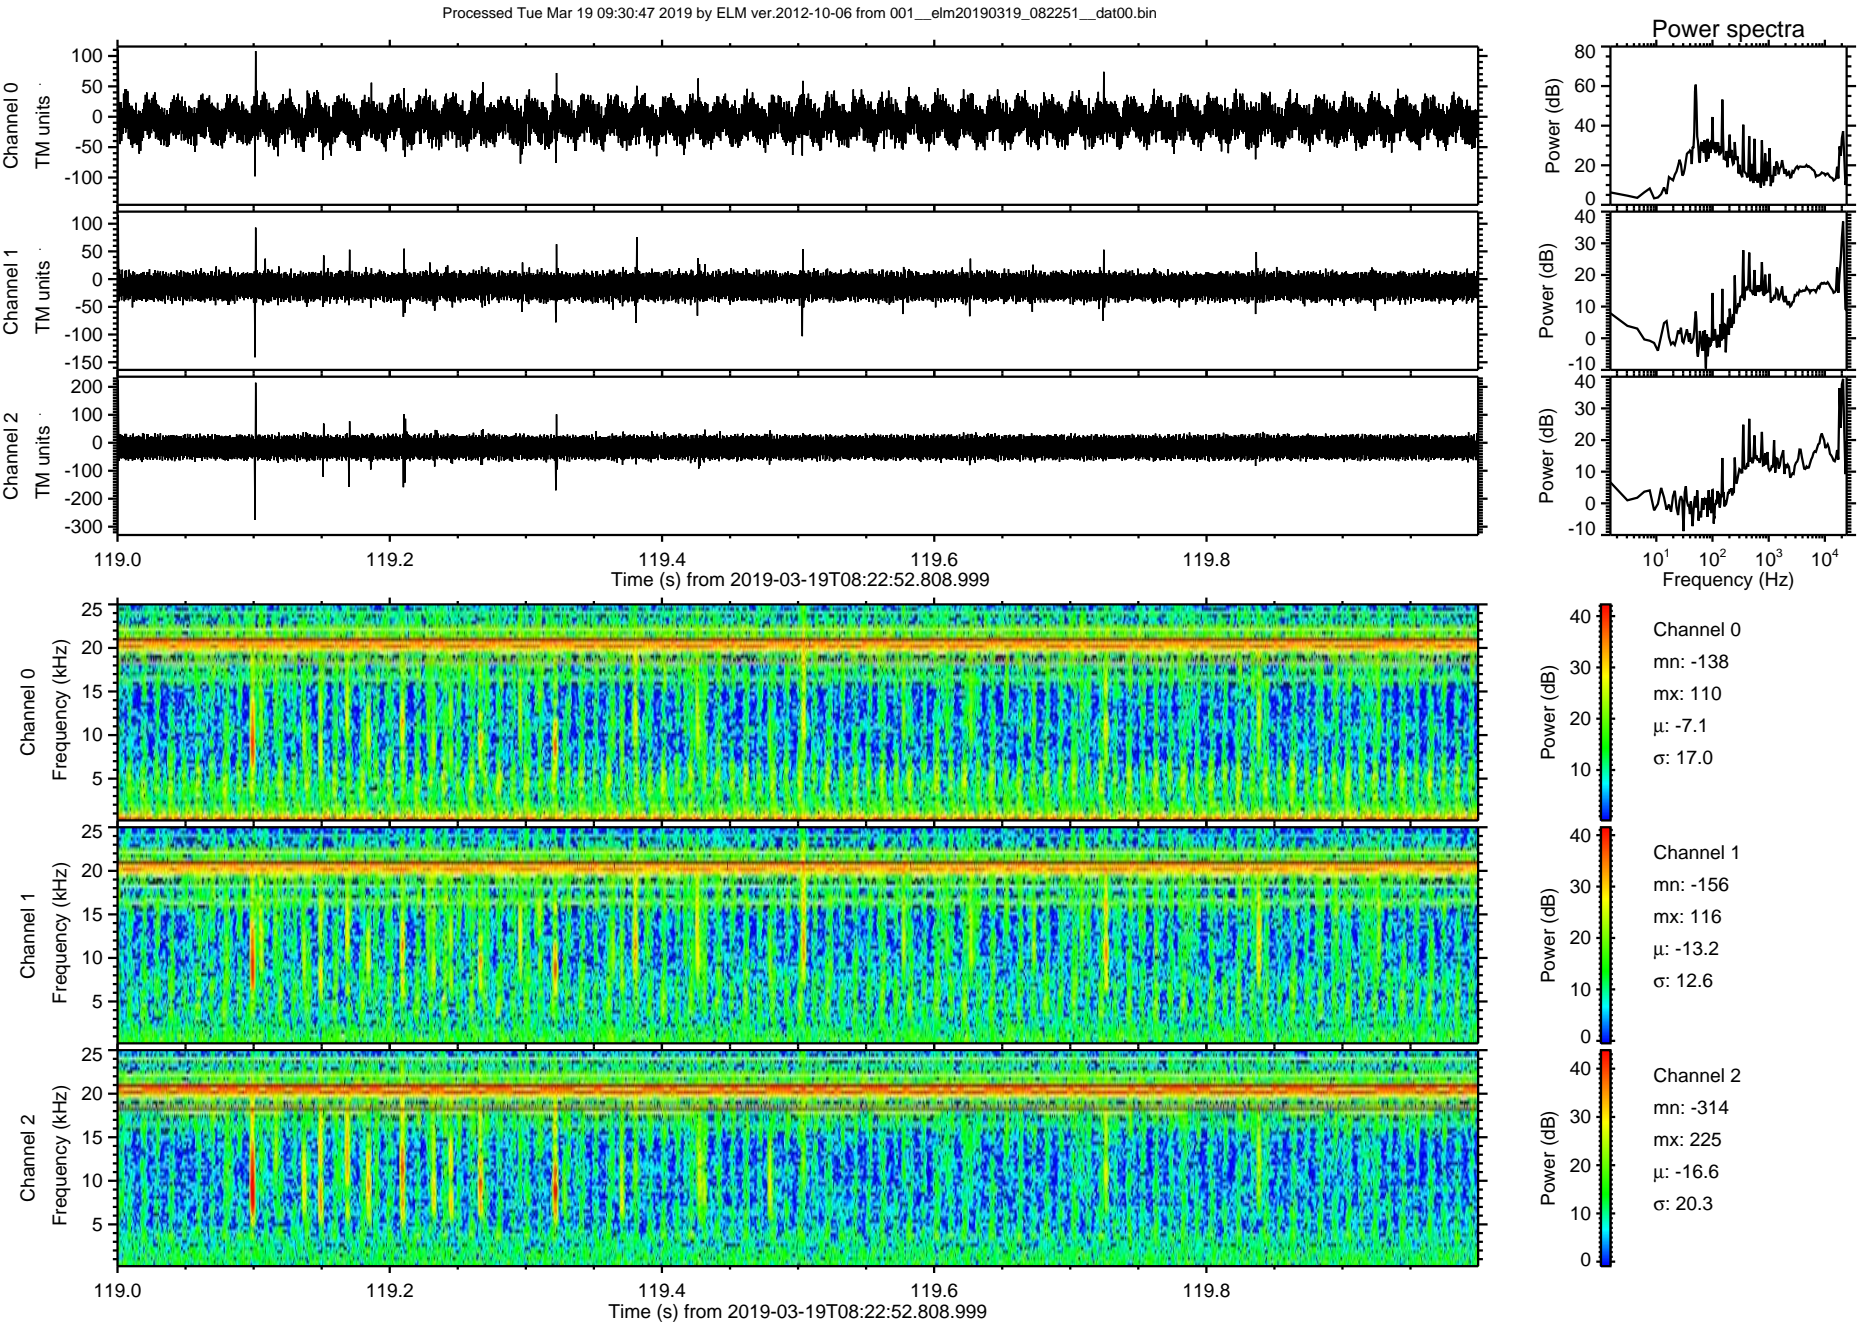 Processed Tue Mar 19 09:30:47 2019 by ELM ver.2012-10-06 from 001__elm20190319_082251__dat00.bin
Power spectra
Channel 0
TM units
100
50
0
-50
-100
Power (dB)
80
60
40
20
0
Channel 1
TM units
100
50
0
-50
-100
-150
Power (dB)
40
30
20
10
0
-10
Channel 2
TM units
200
100
0
-100
-200
-300
Power (dB)
40
30
20
10
0
-10
119.0 119.2 119.4 119.6 119.8
Time (s) from 2019-03-19T08:22:52.808.999
10¹ 10² 10³ 10⁴
Frequency (Hz)
Channel 0
Frequency (kHz)
25
20
15
10
5
Power (dB)
40
30
20
10
Channel 0
mn: -138
mx: 110
μ: -7.1
σ: 17.0
Channel 1
Frequency (kHz)
25
20
15
10
5
Power (dB)
40
30
20
10
0
Channel 1
mn: -156
mx: 116
μ: -13.2
σ: 12.6
Channel 2
Frequency (kHz)
25
20
15
10
5
Power (dB)
40
30
20
10
0
Channel 2
mn: -314
mx: 225
μ: -16.6
σ: 20.3
119.0 119.2 119.4 119.6 119.8
Time (s) from 2019-03-19T08:22:52.808.999